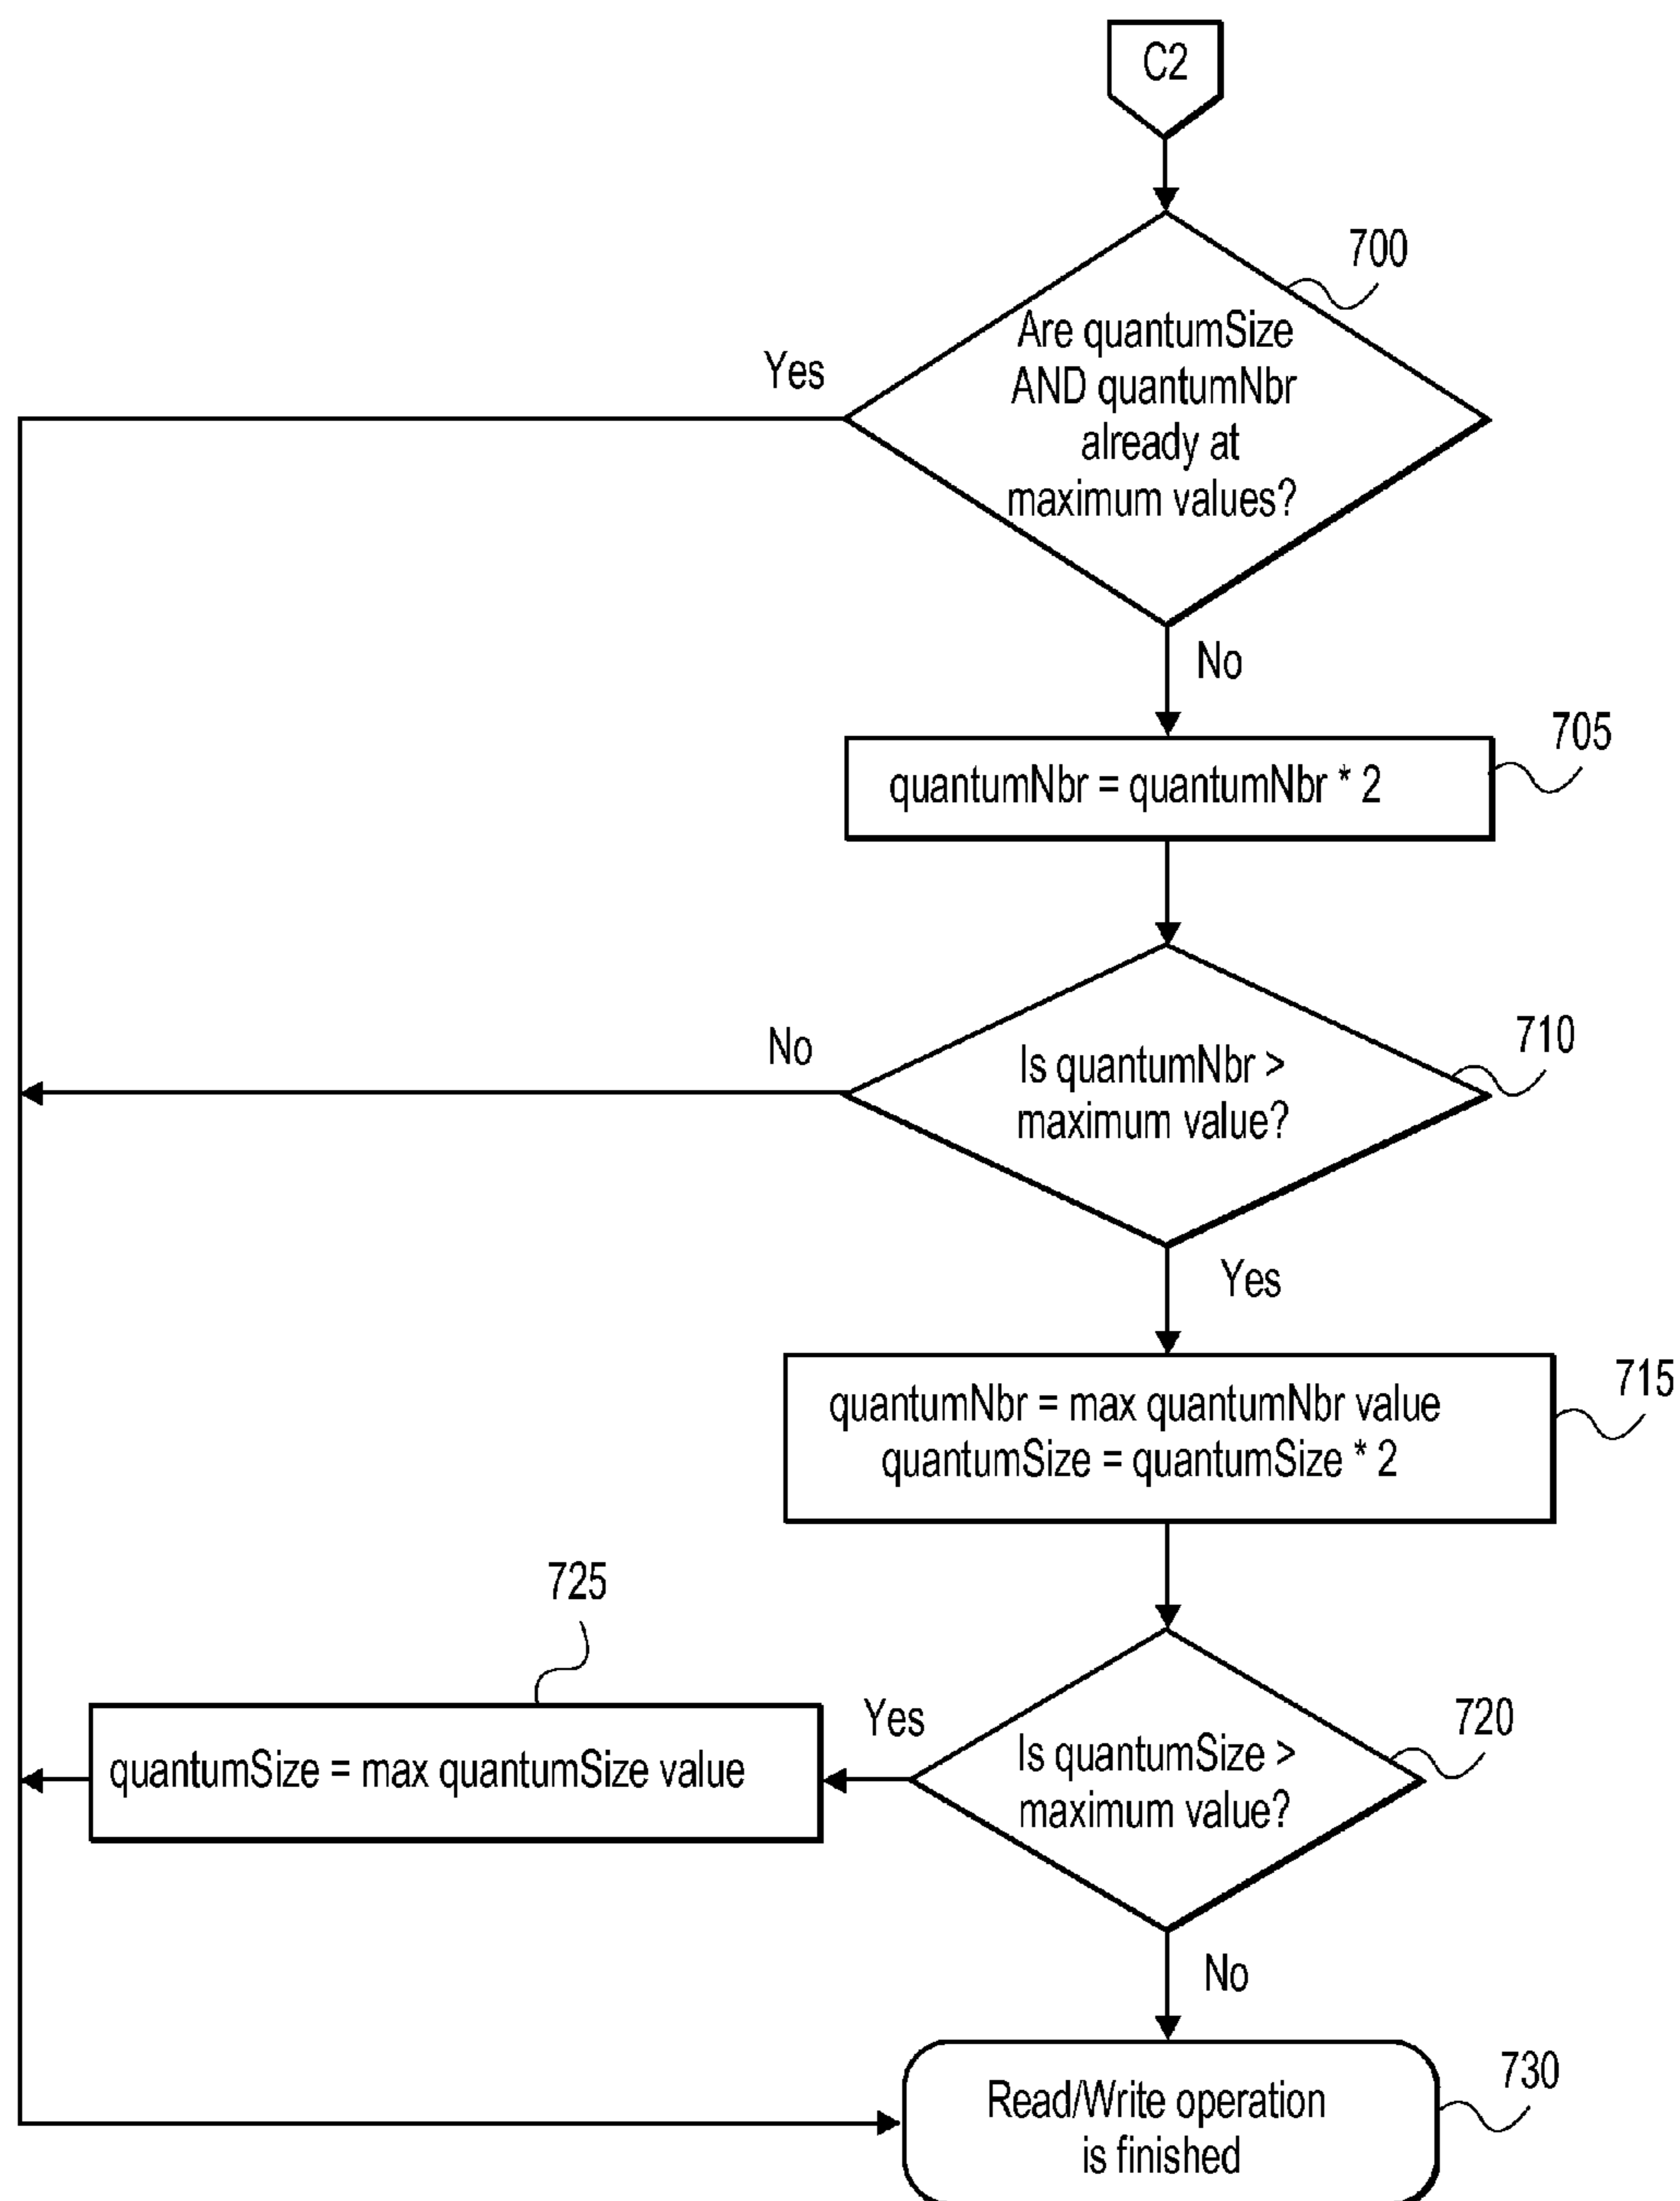 C2
700
Are quantumSize
AND quantumNbr
already at
maximum values?
Yes
No
705
quantumNbr = quantumNbr * 2
710
Is quantumNbr >
maximum value?
No
Yes
715
quantumNbr = max quantumNbr value
quantumSize = quantumSize * 2
720
Is quantumSize >
maximum value?
Yes
725
quantumSize = max quantumSize value
No
730
Read/Write operation
is finished